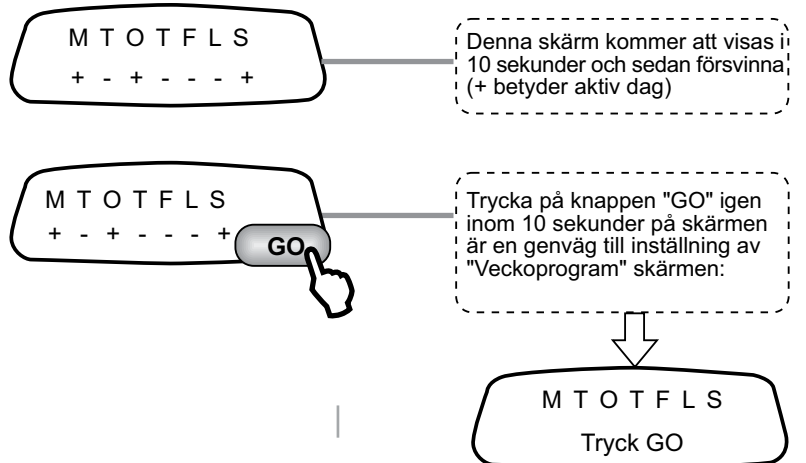 M T O T F L S
+ - + - - - +
Denna skärm kommer att visas i
10 sekunder och sedan försvinna
(+ betyder aktiv dag)
M T O T F L S
+ - + - - - +
GO
Trycka på knappen "GO" igen
inom 10 sekunder på skärmen
är en genväg till inställning av
"Veckoprogram" skärmen:
M T O T F L S
Tryck GO